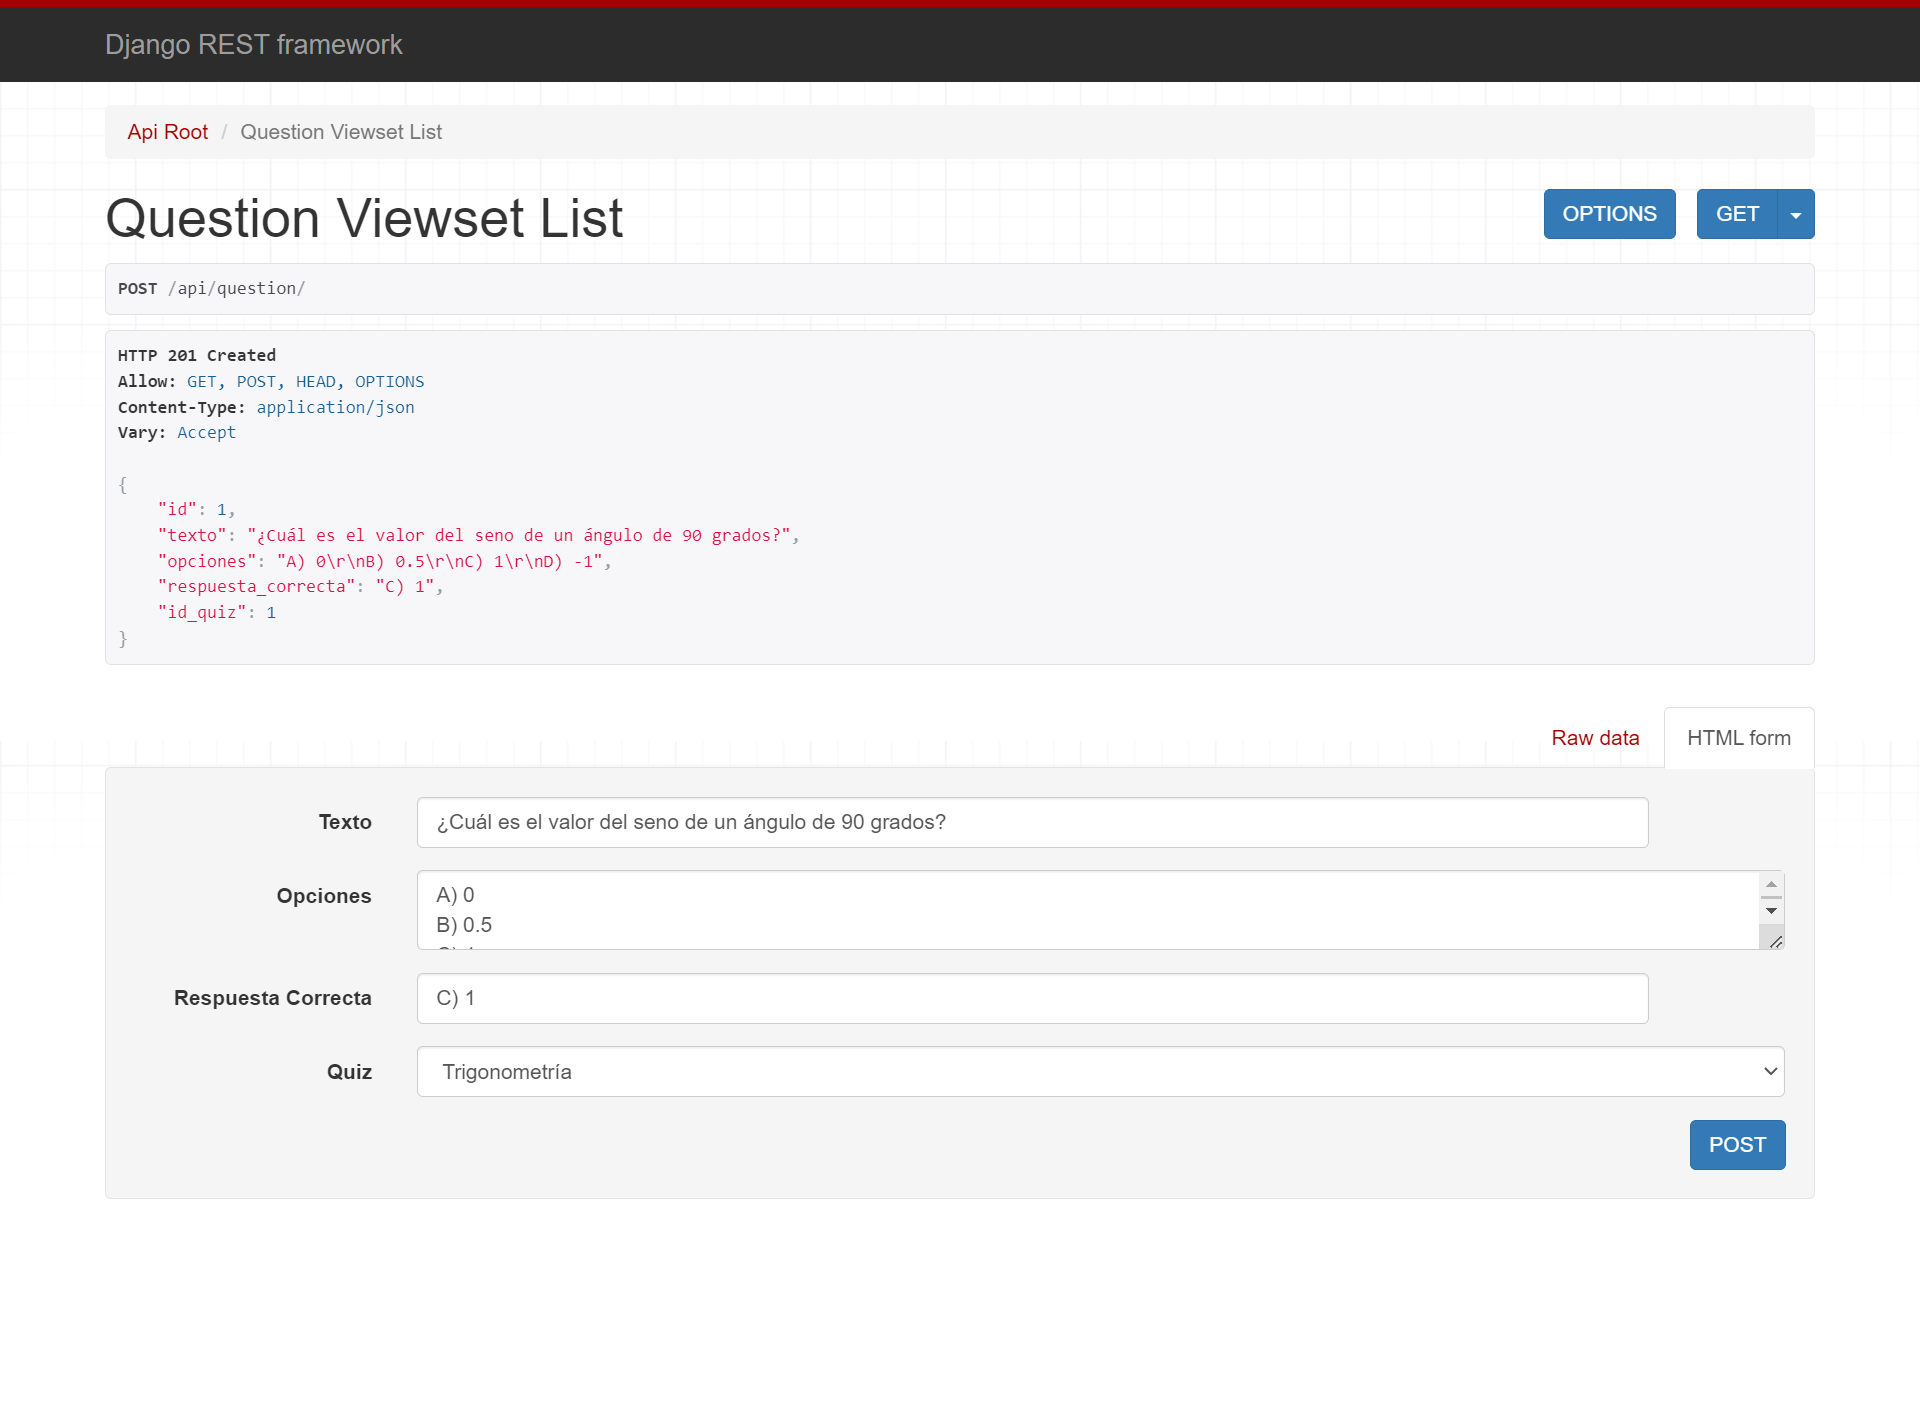 Django REST framework
Api Root / Question Viewset List
Question Viewset List
OPTIONS
GET
POST /api/question/
HTTP 201 Created
Allow: GET, POST, HEAD, OPTIONS
Content-Type: application/json
Vary: Accept
{
    "id": 1,
    "texto": "¿Cuál es el valor del seno de un ángulo de 90 grados?",
    "opciones": "A) 0\r\nB) 0.5\r\nC) 1\r\nD) -1",
    "respuesta_correcta": "C) 1",
    "id_quiz": 1
}
Raw data
HTML form
Texto
¿Cuál es el valor del seno de un ángulo de 90 grados?
Opciones
A) 0
B) 0.5
Respuesta Correcta
C) 1
Quiz
Trigonometría
POST